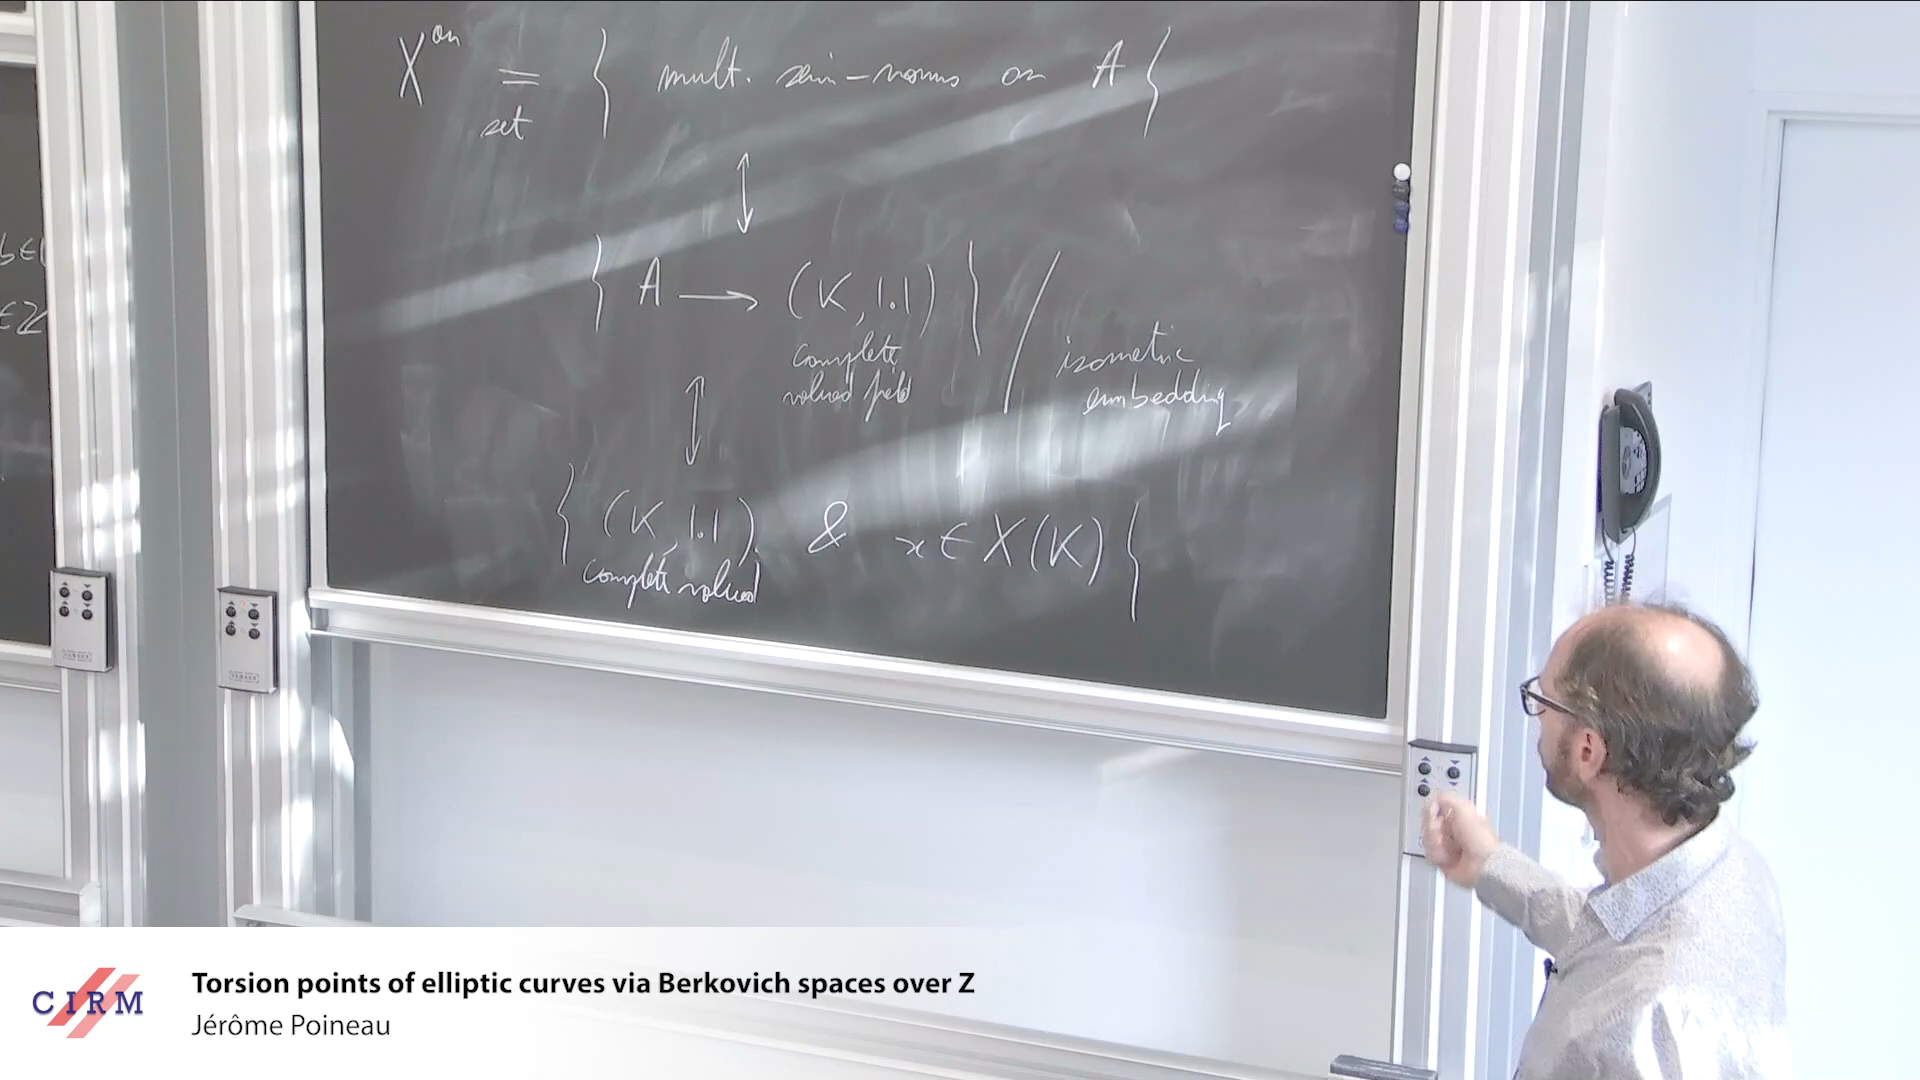 X^an = { mult. semi-norms on A }
set
↕
{ A ⟶ (K, |.|) } / isometric
embedding
complete
valued field
↕
{ (K, |.|) & x ∈ X(K) }
complete valued
b ∈
∈ Z
CIRM
Torsion points of elliptic curves via Berkovich spaces over Z
Jérôme Poineau